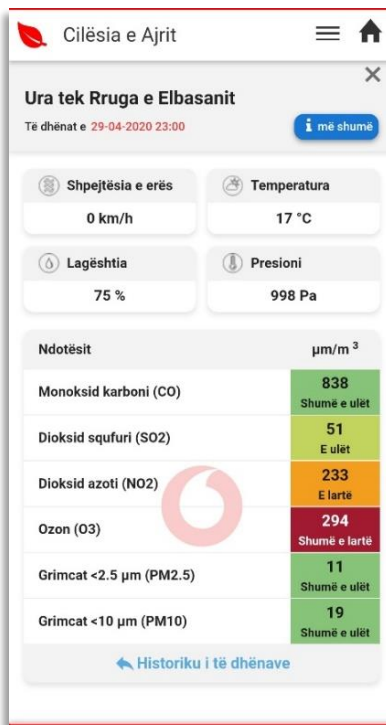 Cilësia e Ajrit
Ura tek Rruga e Elbasanit
Të dhënat e 29-04-2020 23:00
i më shumë
Shpejtësia e erës
0 km/h
Temperatura
17 °C
Lagështia
75 %
Presioni
998 Pa
Ndotësit µm/m ³
Monoksid karboni (CO) 838
Shumë e ulët
Dioksid squfuri (SO2) 51
E ulët
Dioksid azoti (NO2) 233
E lartë
Ozon (O3) 294
Shumë e lartë
Grimcat <2.5 µm (PM2.5) 11
Shumë e ulët
Grimcat <10 µm (PM10) 19
Shumë e ulët
Historiku i të dhënave